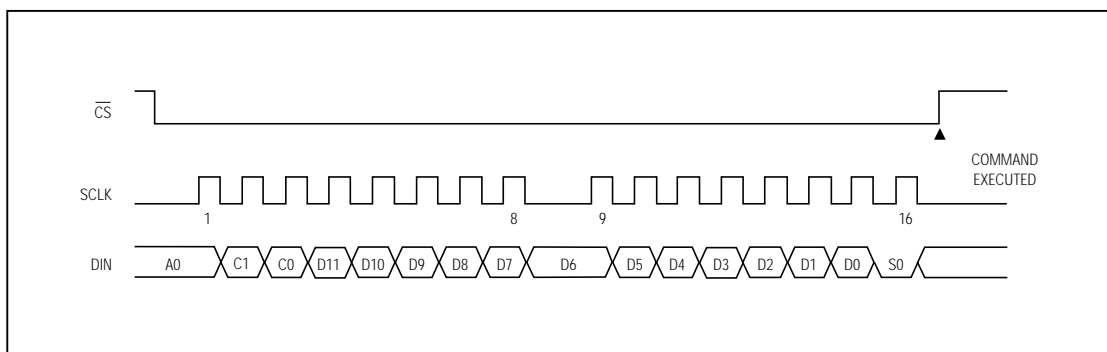 C̅S̅
COMMAND
EXECUTED
SCLK
1 8 9 16
DIN A0 C1 C0 D11 D10 D9 D8 D7 D6 D5 D4 D3 D2 D1 D0 S0